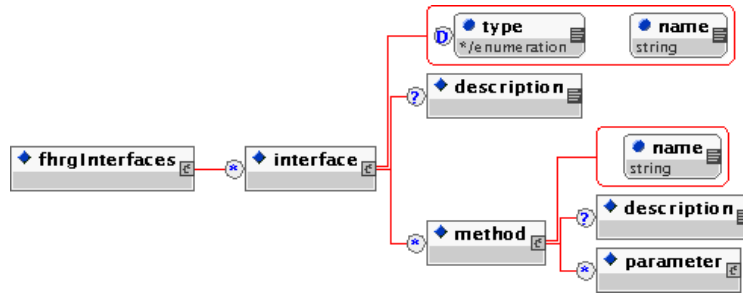 type
name
D
*/enumeration
string
description
?
fhrgInterfaces
*
interface
name
string
method
*
description
?
parameter
*